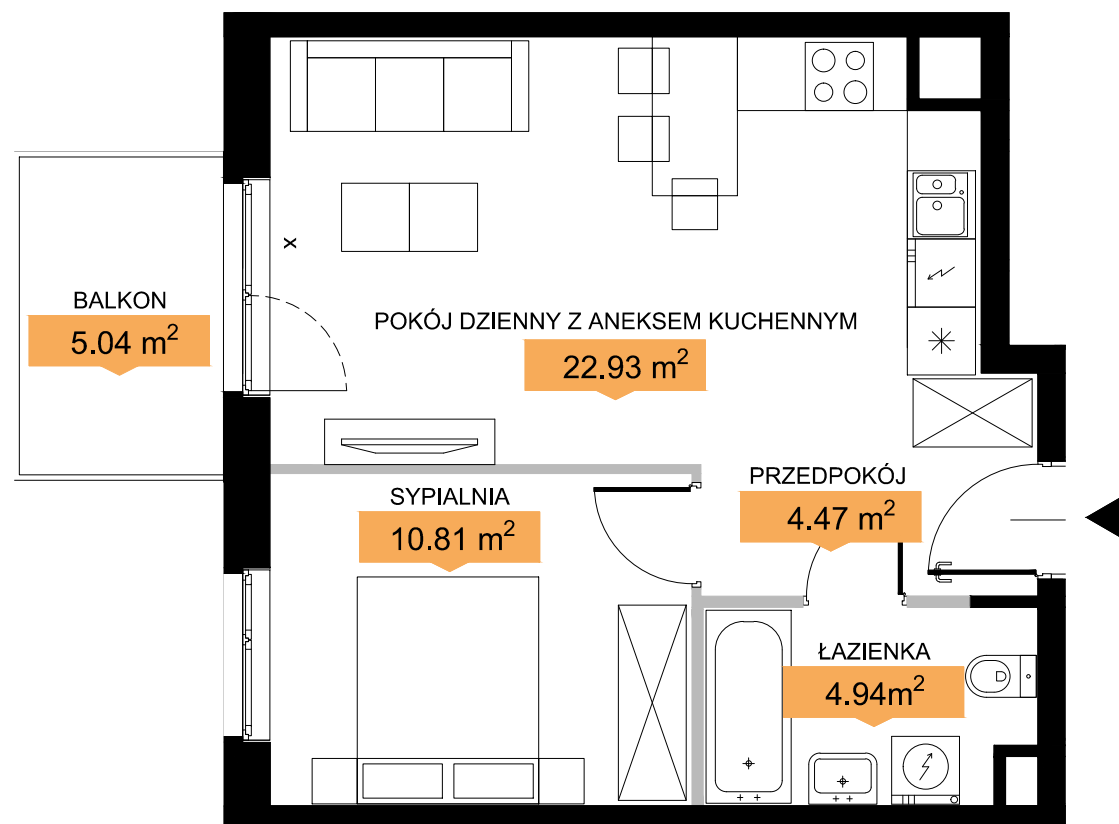 BALKON
5.04 m²
POKÓJ DZIENNY Z ANEKSEM KUCHENNYM
22.93 m²
x
SYPIALNIA
10.81 m²
PRZEDPOKÓJ
4.47 m²
ŁAZIENKA
4.94m²